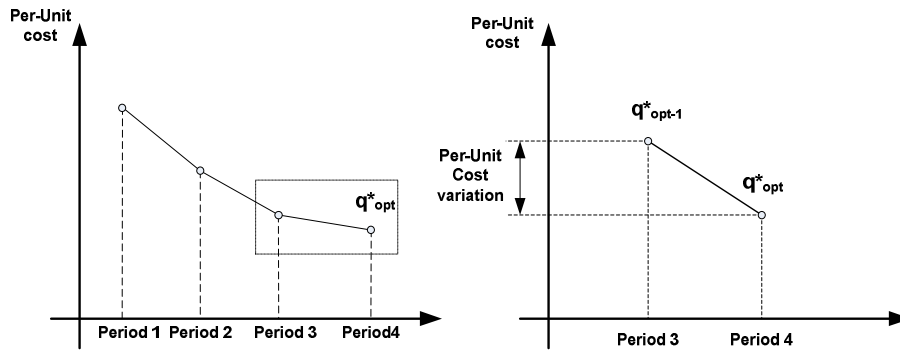 Per-Unit
cost
q*opt
Period 1
Period 2
Period 3
Period4
Per-Unit
cost
q*opt-1
Per-Unit
Cost
variation
q*opt
Period 3
Period 4